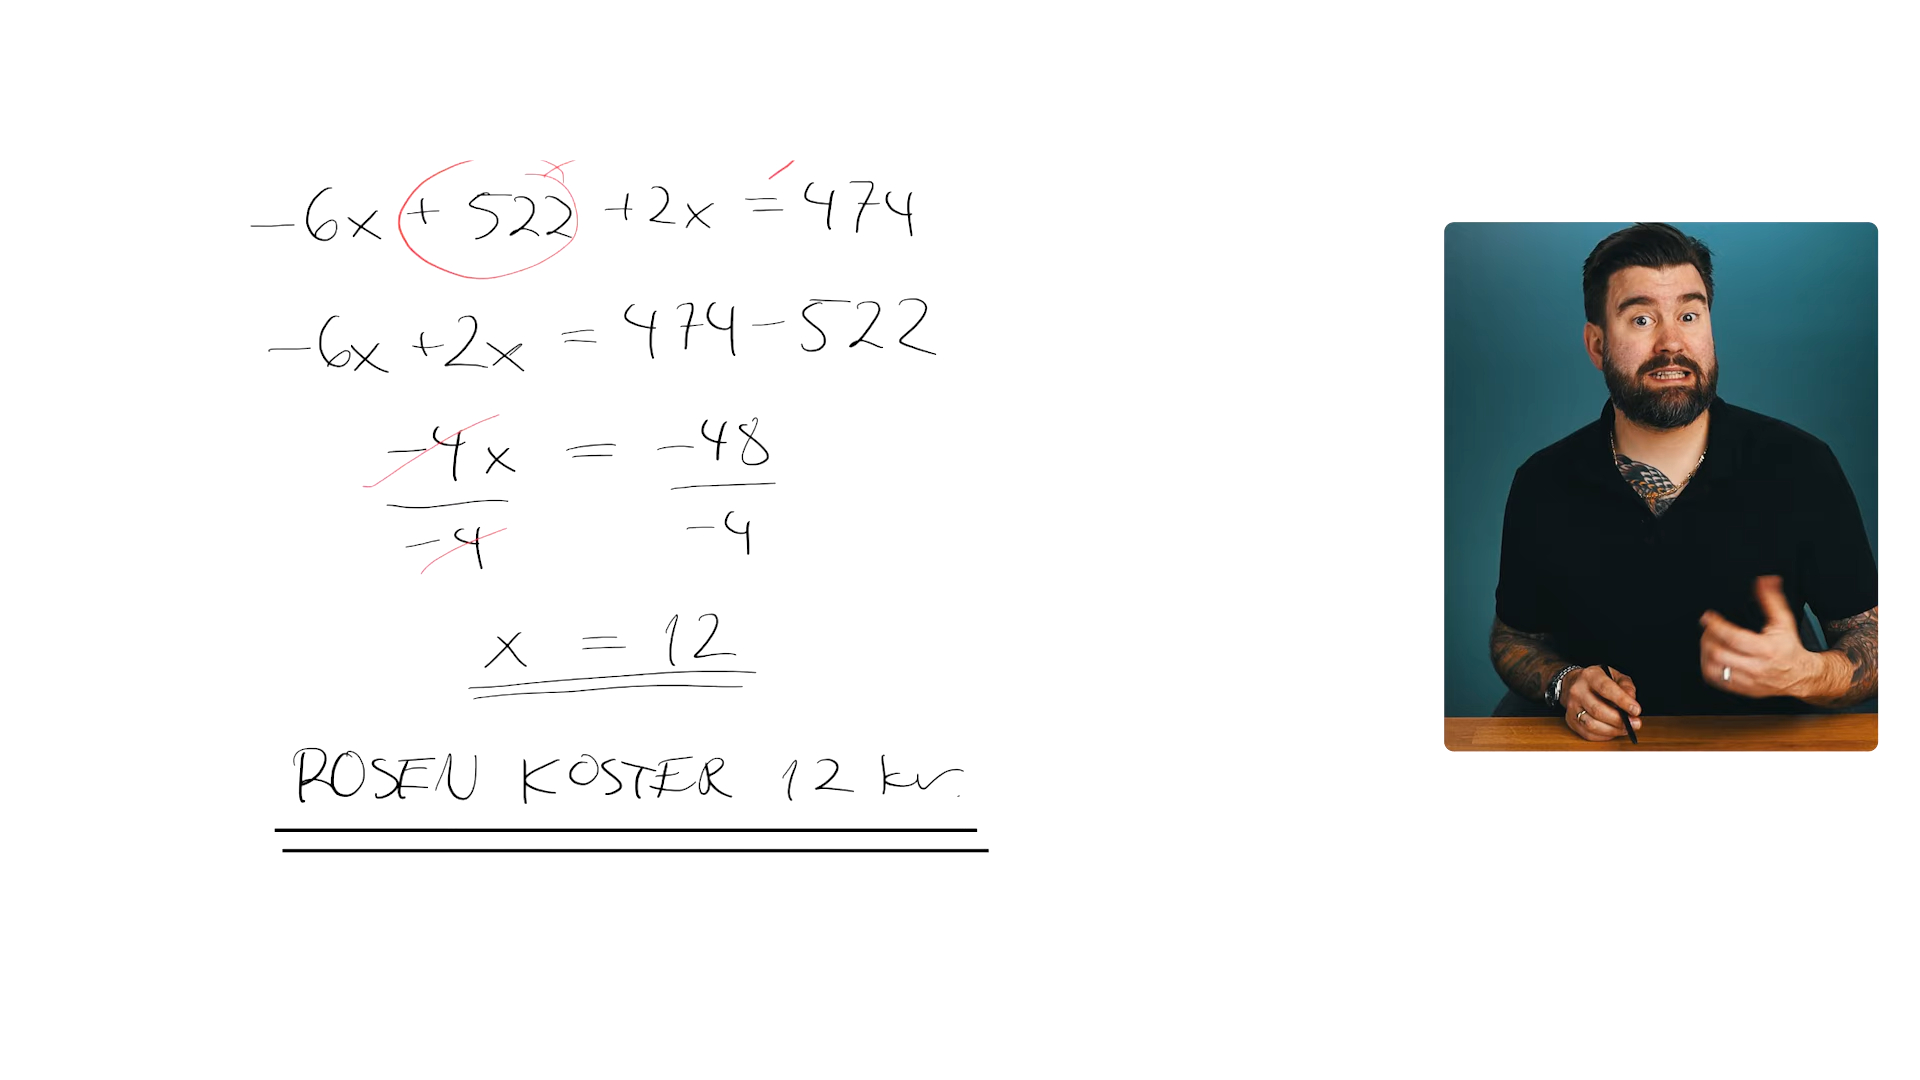 -6x + 522 + 2x = 474
-6x + 2x = 474 - 522
-4x = -48
-4 -4
x = 12
ROSEN KOSTER 12 kr.